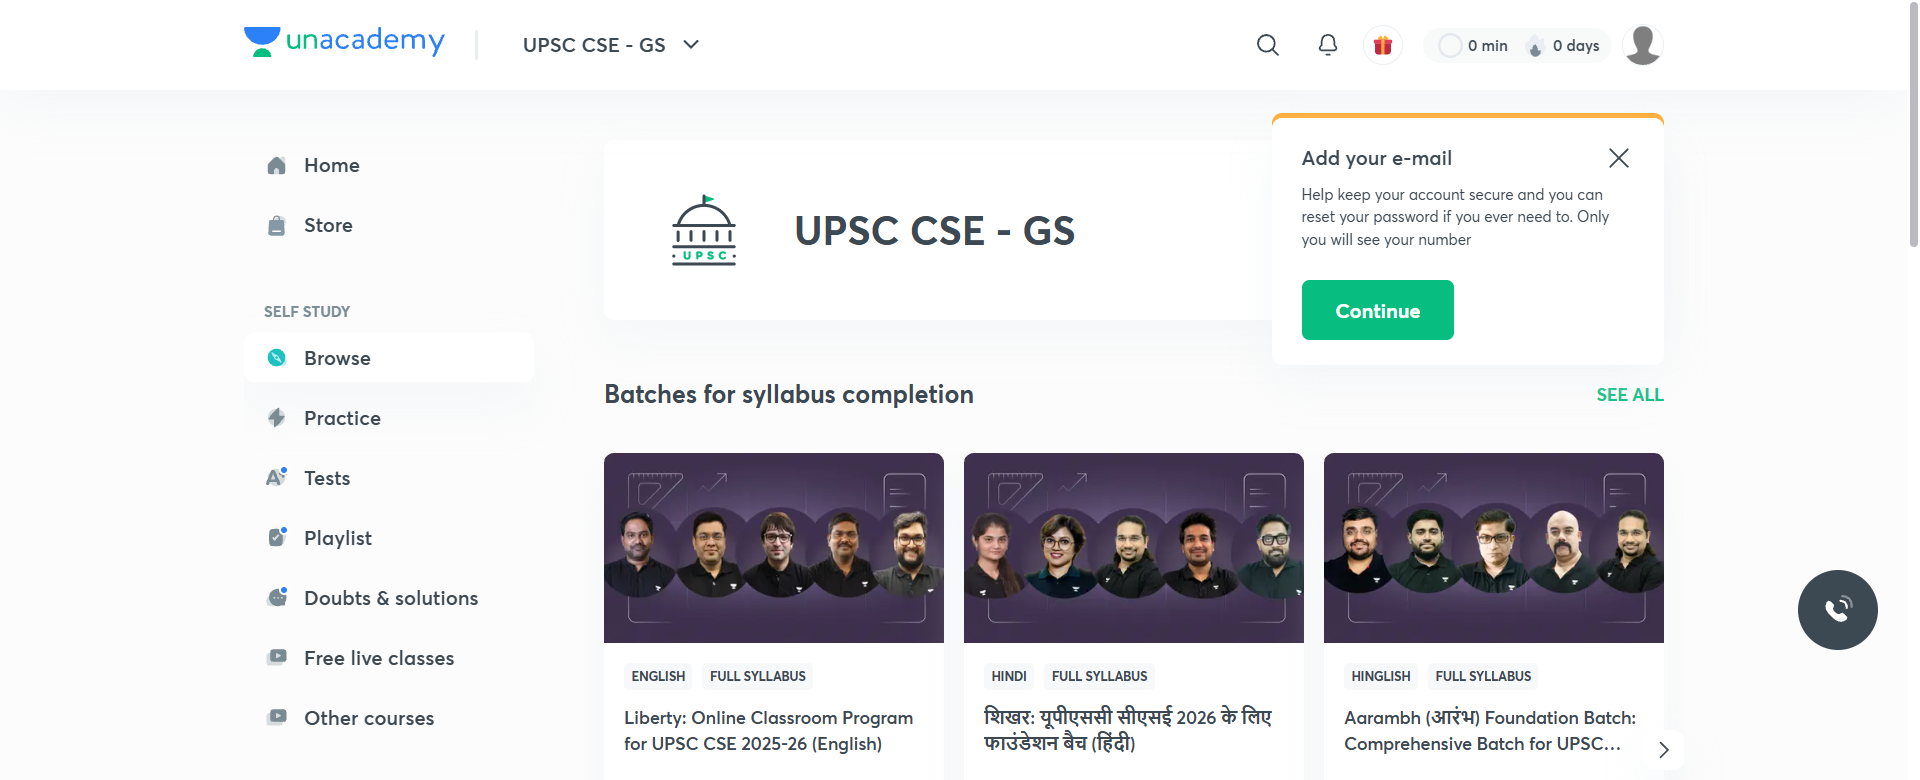 unacademy
UPSC CSE - GS
0 min
0 days
Home
Store
SELF STUDY
Browse
Practice
Tests
Playlist
Doubts & solutions
Free live classes
Other courses
UPSC
UPSC CSE - GS
Add your e-mail
Help keep your account secure and you can
reset your password if you ever need to. Only
you will see your number
Continue
Batches for syllabus completion
SEE ALL
ENGLISH
FULL SYLLABUS
Liberty: Online Classroom Program
for UPSC CSE 2025-26 (English)
HINDI
FULL SYLLABUS
शिखर: यूपीएससी सीएसई 2026 के लिए
फाउंडेशन बैच (हिंदी)
HINGLISH
FULL SYLLABUS
Aarambh (आरंभ) Foundation Batch:
Comprehensive Batch for UPSC...